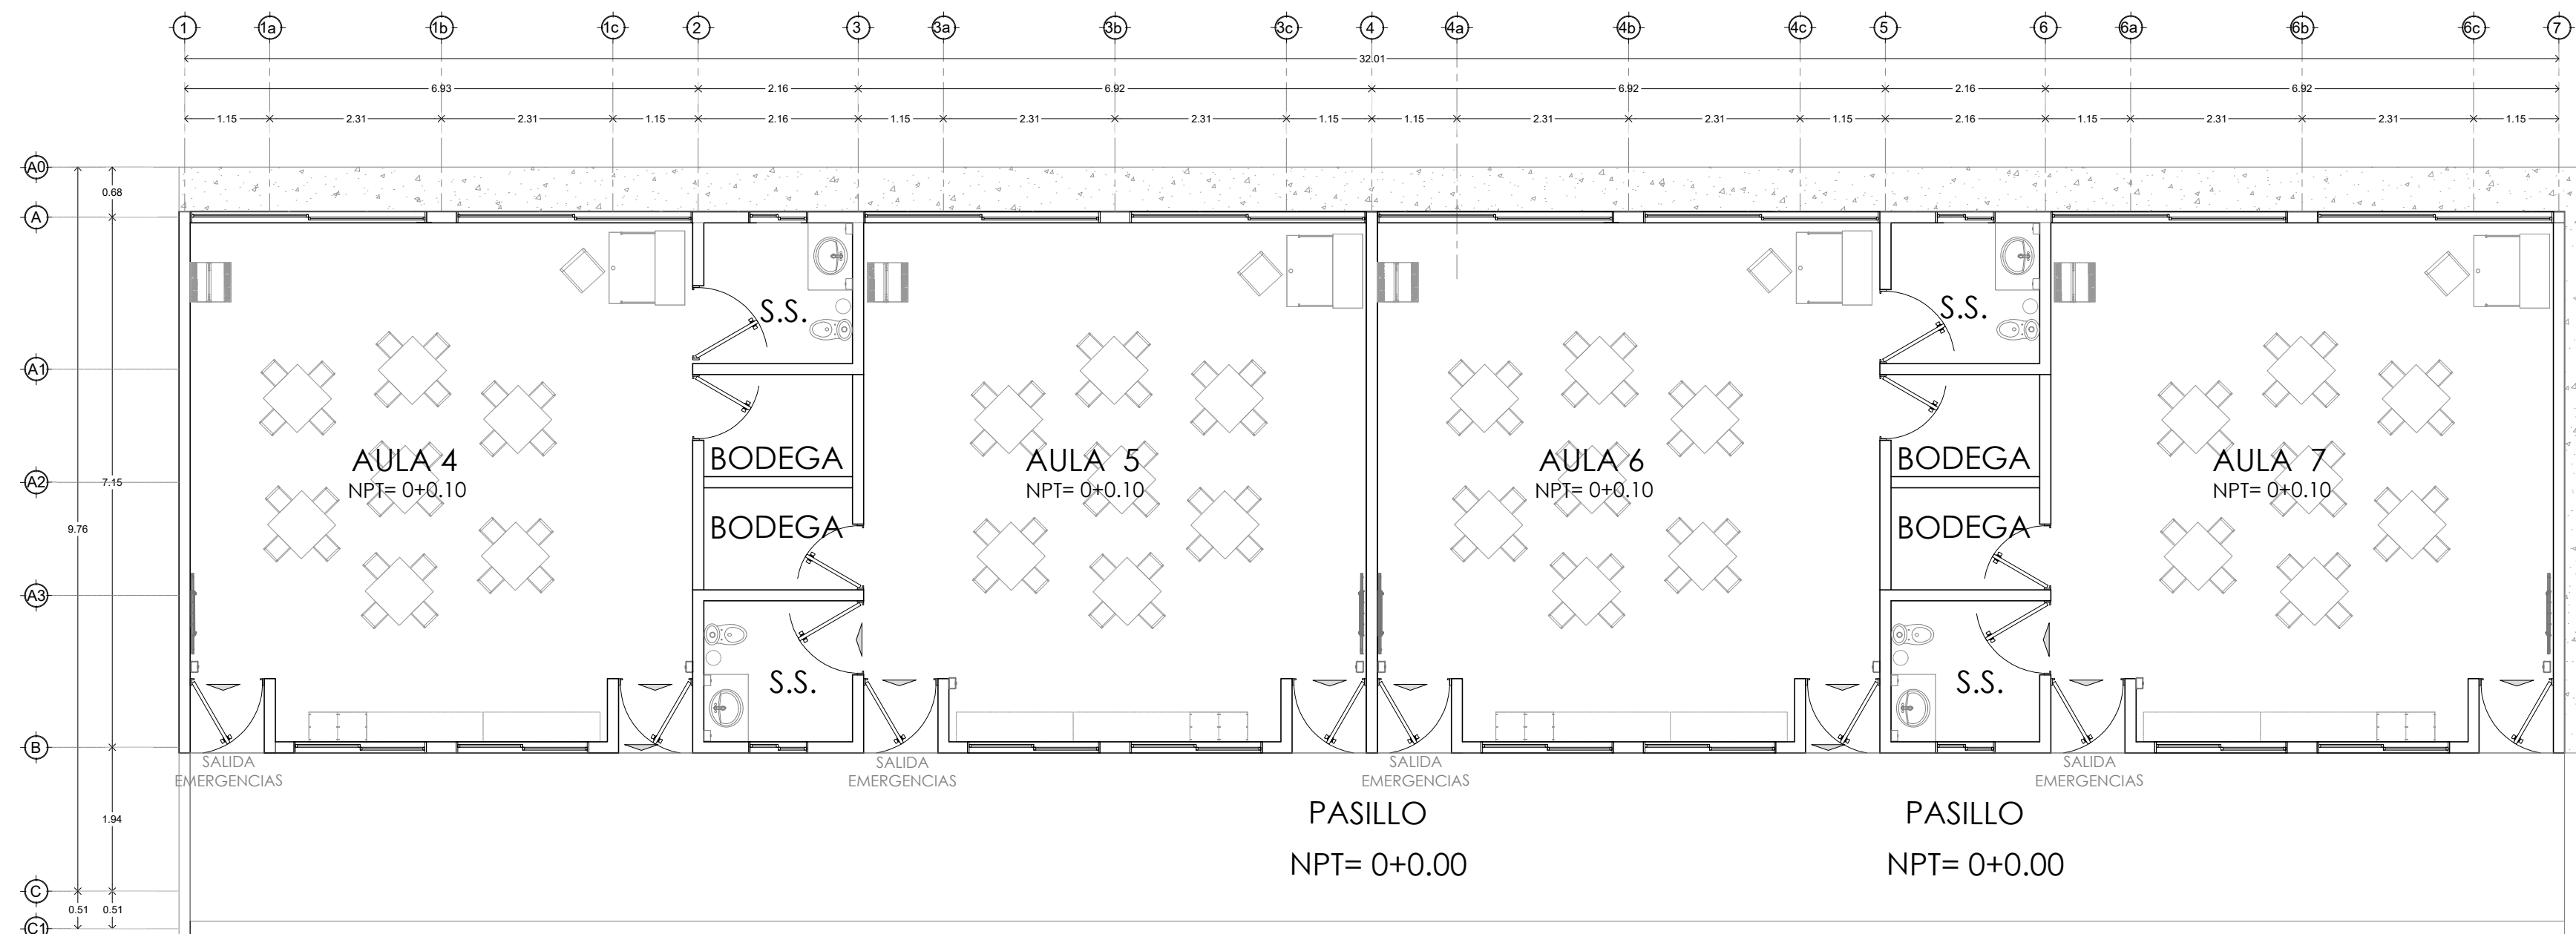 1 1a 1b 1c 2 3 3a 3b 3c 4 4a 4b 4c 5 6 6a 6b 6c 7
32.01
6.93 2.16 6.92 6.92 2.16 6.92
1.15 2.31 2.31 1.15 2.16 1.15 2.31 2.31 1.15 1.15 2.31 2.31 1.15 2.16 1.15 2.31 2.31 1.15
A0
0.68
A
S.S. S.S.
A1
BODEGA BODEGA
AULA 4 AULA 5 AULA 6 AULA 7
A2 7.15
NPT= 0+0.10 NPT= 0+0.10 NPT= 0+0.10 NPT= 0+0.10
9.76
BODEGA BODEGA
A3
S.S. S.S.
B
SALIDA SALIDA SALIDA SALIDA
EMERGENCIAS EMERGENCIAS EMERGENCIAS EMERGENCIAS
PASILLO PASILLO
1.94
NPT= 0+0.00 NPT= 0+0.00
C
0.51 0.51
C1